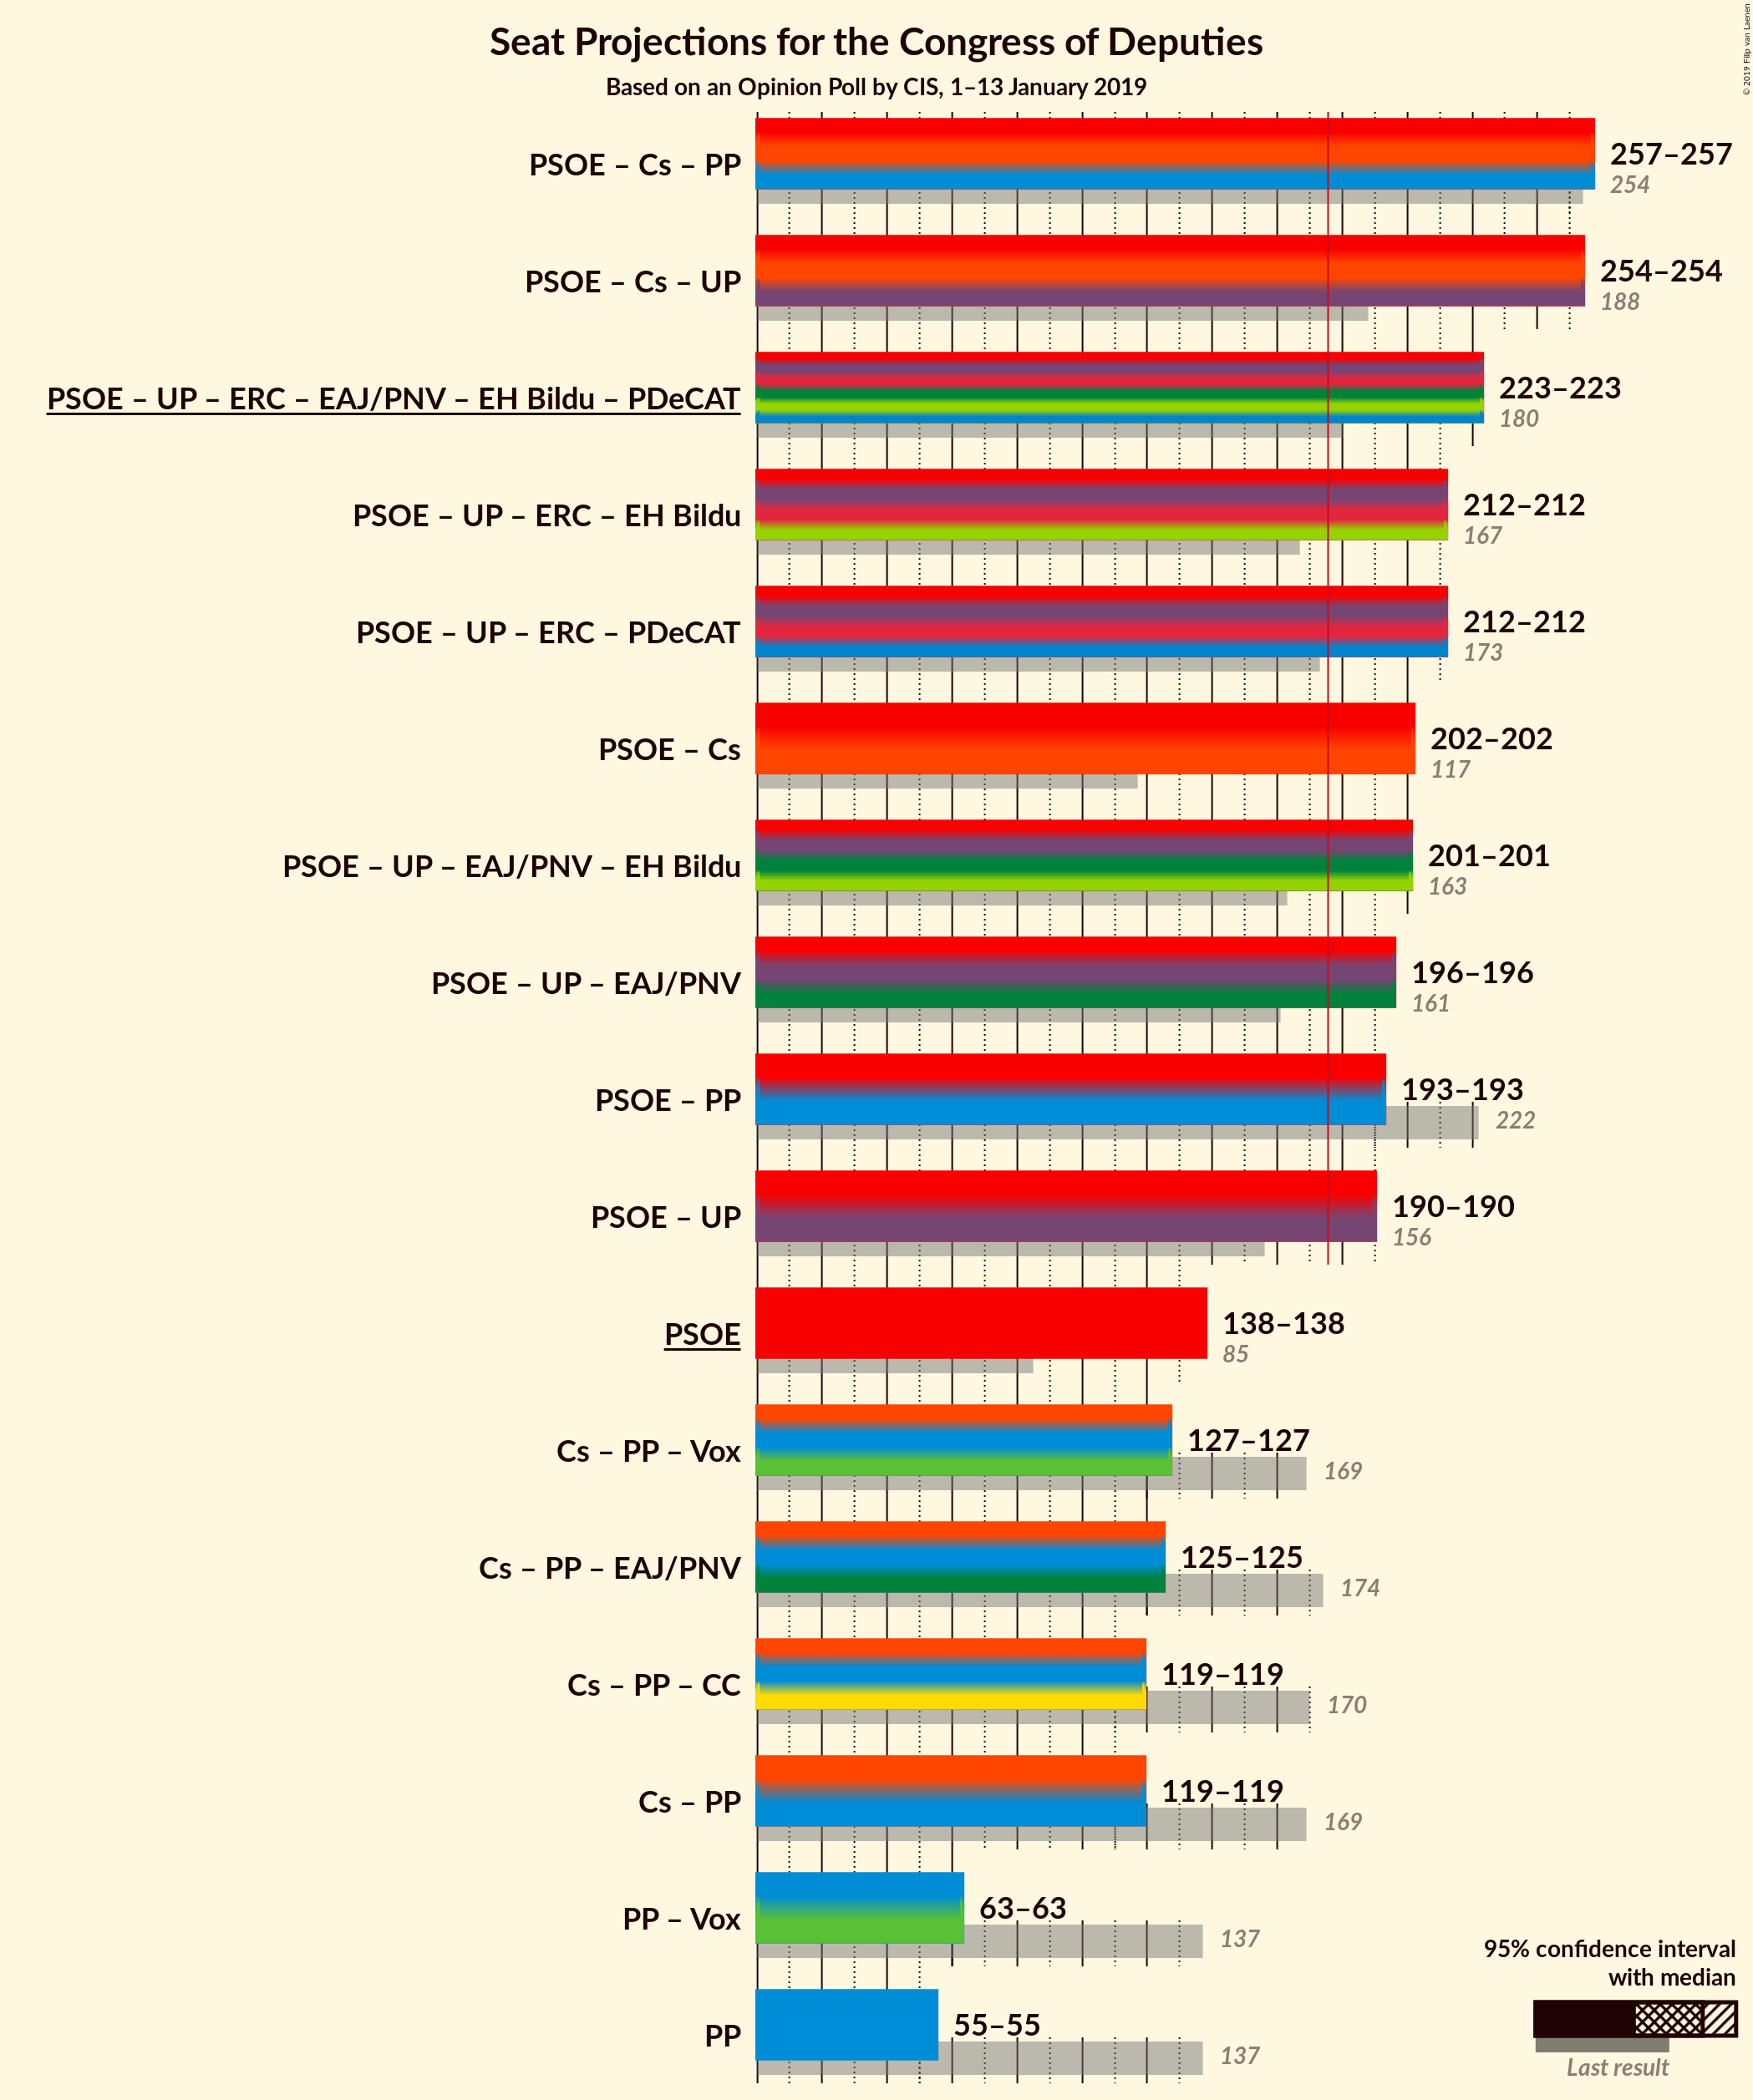 Seat Projections for the Congress of Deputies
Based on an Opinion Poll by CIS, 1–13 January 2019
© 2019 Filip van Laenen
PSOE – Cs – PP
257–257
254
PSOE – Cs – UP
254–254
188
PSOE – UP – ERC – EAJ/PNV – EH Bildu – PDeCAT
223–223
180
PSOE – UP – ERC – EH Bildu
212–212
167
PSOE – UP – ERC – PDeCAT
212–212
173
PSOE – Cs
202–202
117
PSOE – UP – EAJ/PNV – EH Bildu
201–201
163
PSOE – UP – EAJ/PNV
196–196
161
PSOE – PP
193–193
222
PSOE – UP
190–190
156
PSOE
138–138
85
Cs – PP – Vox
127–127
169
Cs – PP – EAJ/PNV
125–125
174
Cs – PP – CC
119–119
170
Cs – PP
119–119
169
PP – Vox
63–63
137
PP
55–55
137
95% confidence interval
with median
Last result